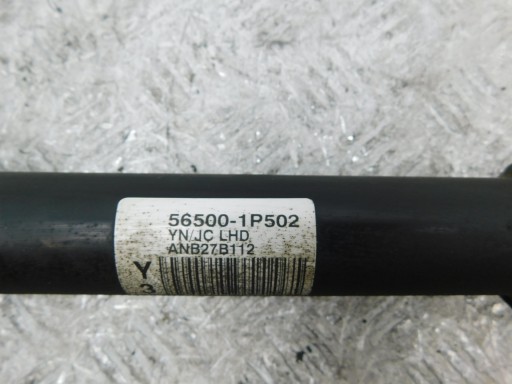 56500-1P502
YN/JC LHD
ANB27B112
Y
3